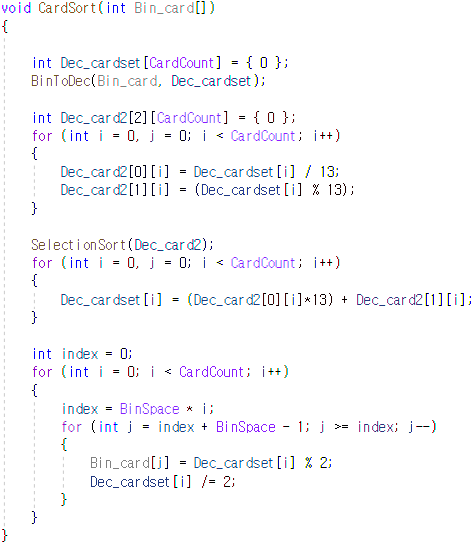 void CardSort(int Bin_card[])
{
int Dec_cardset[CardCount] = { 0 };
BinToDec(Bin_card, Dec_cardset);
int Dec_card2[2][CardCount] = { 0 };
for (int i = 0, j = 0; i < CardCount; i++)
{
Dec_card2[0][i] = Dec_cardset[i] / 13;
Dec_card2[1][i] = (Dec_cardset[i] % 13);
}
SelectionSort(Dec_card2);
for (int i = 0, j = 0; i < CardCount; i++)
{
Dec_cardset[i] = (Dec_card2[0][i]*13) + Dec_card2[1][i];
}
int index = 0;
for (int i = 0; i < CardCount; i++)
{
index = BinSpace * i;
for (int j = index + BinSpace - 1; j >= index; j--)
{
Bin_card[j] = Dec_cardset[i] % 2;
Dec_cardset[i] /= 2;
}
}
}